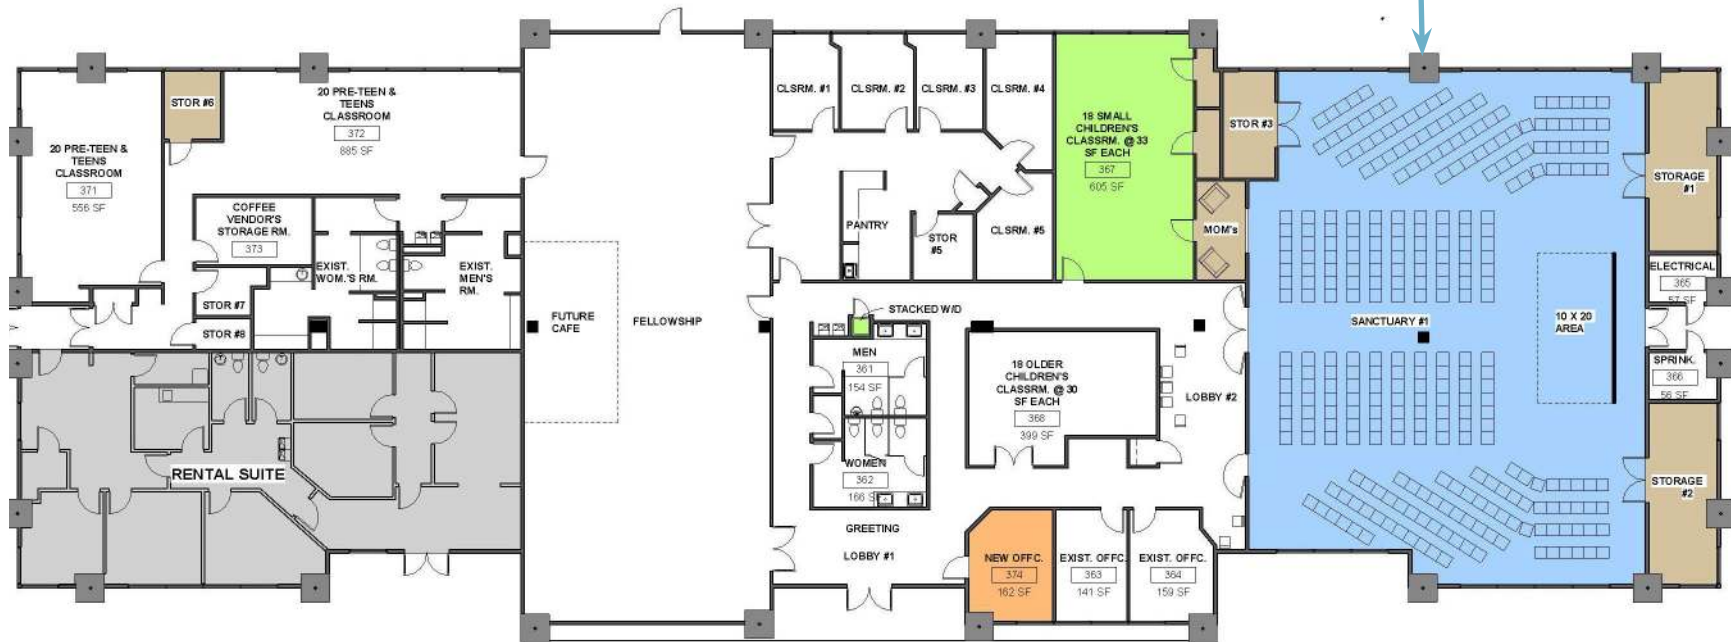 20 PRE-TEEN &
TEENS
CLASSROOM
371
556 SF
STOR #6
20 PRE-TEEN &
TEENS
CLASSROOM
372
885 SF
COFFEE
VENDOR'S
STORAGE RM.
373
EXIST.
WOM.'S RM.
EXIST.
MEN'S
RM.
STOR #7
STOR #8
RENTAL SUITE
FUTURE
CAFE
FELLOWSHIP
CLSRM. #1
CLSRM. #2
CLSRM. #3
CLSRM. #4
PANTRY
STOR
#5
CLSRM. #5
18 SMALL
CHILDREN'S
CLASSRM. @ 33
SF EACH
367
605 SF
STOR #3
MOM's
STACKED W/D
MEN
361
154 SF
WOMEN
362
166 S
18 OLDER
CHILDREN'S
CLASSRM. @ 30
SF EACH
368
399 SF
LOBBY #2
GREETING
LOBBY #1
NEW OFFC.
374
162 SF
EXIST. OFFC.
363
141 SF
EXIST. OFFC.
364
159 SF
SANCTUARY #1
10 X 20
AREA
STORAGE
#1
ELECTRICAL
365
57 SF
SPRINK.
366
56 SF
STORAGE
#2